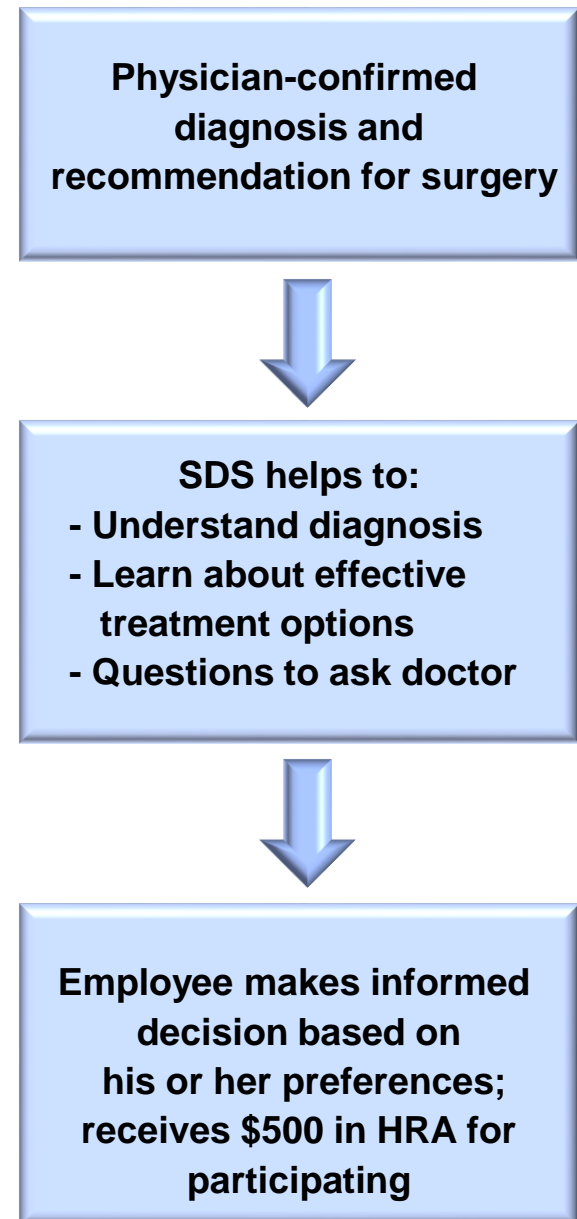 Physician-confirmed
diagnosis and
recommendation for surgery
SDS helps to:
- Understand diagnosis
- Learn about effective
treatment options
- Questions to ask doctor
Employee makes informed
decision based on
his or her preferences;
receives $500 in HRA for
participating